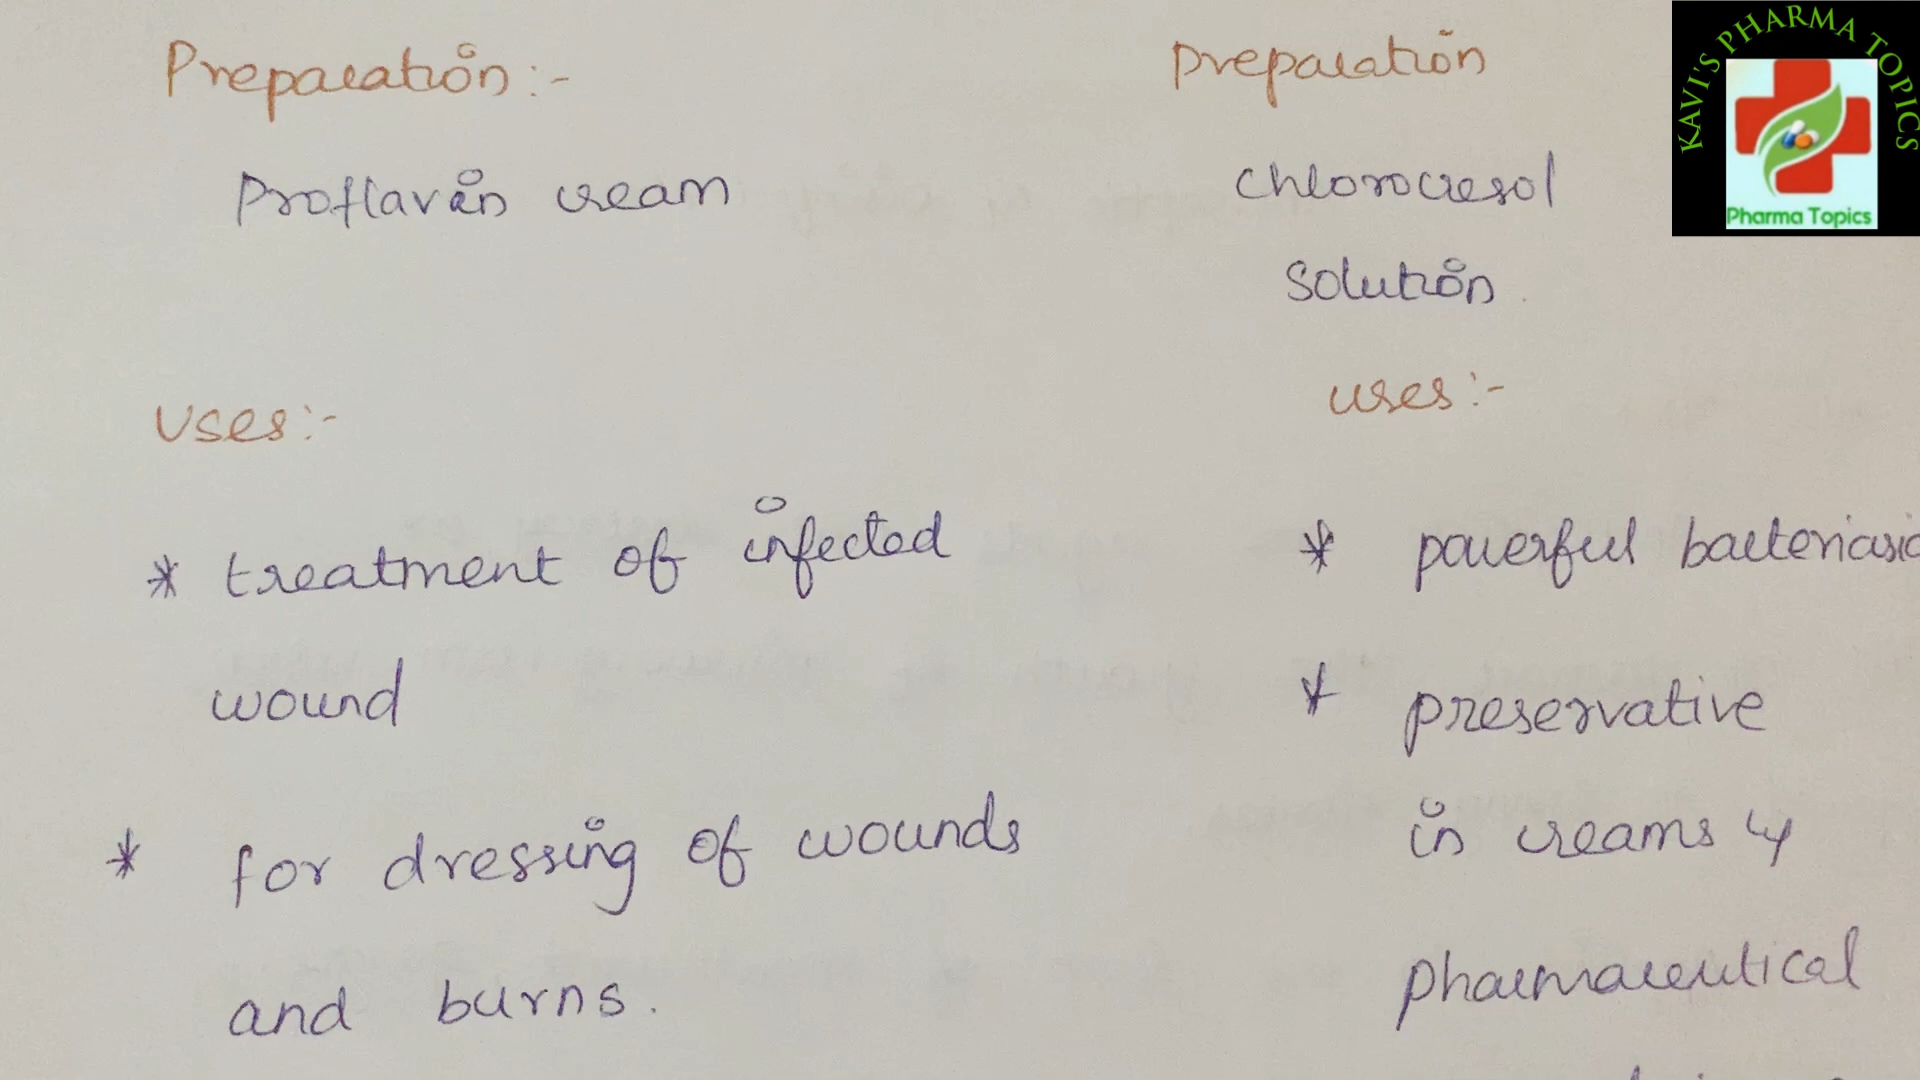 Preparation:-
Proflavin cream
Uses:-
* treatment of infected
wound
* for dressing of wounds
and burns.
Preparation
chlorocresol
Solution.
uses:-
* powerful
* preservative
in creams &
pharmaceutical
KAVI'S PHARMA TOPICS
Pharma Topics